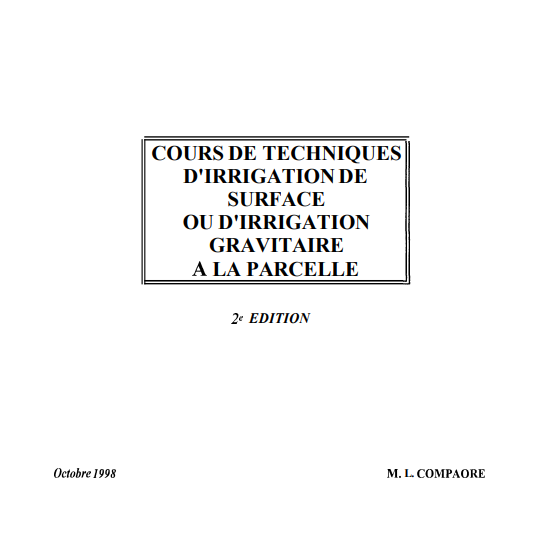 COURS DE TECHNIQUES
D'IRRIGATION DE
SURFACE
OU D'IRRIGATION
GRAVITAIRE
A LA PARCELLE
2e EDITION
Octobre 1998
M. L. COMPAORE